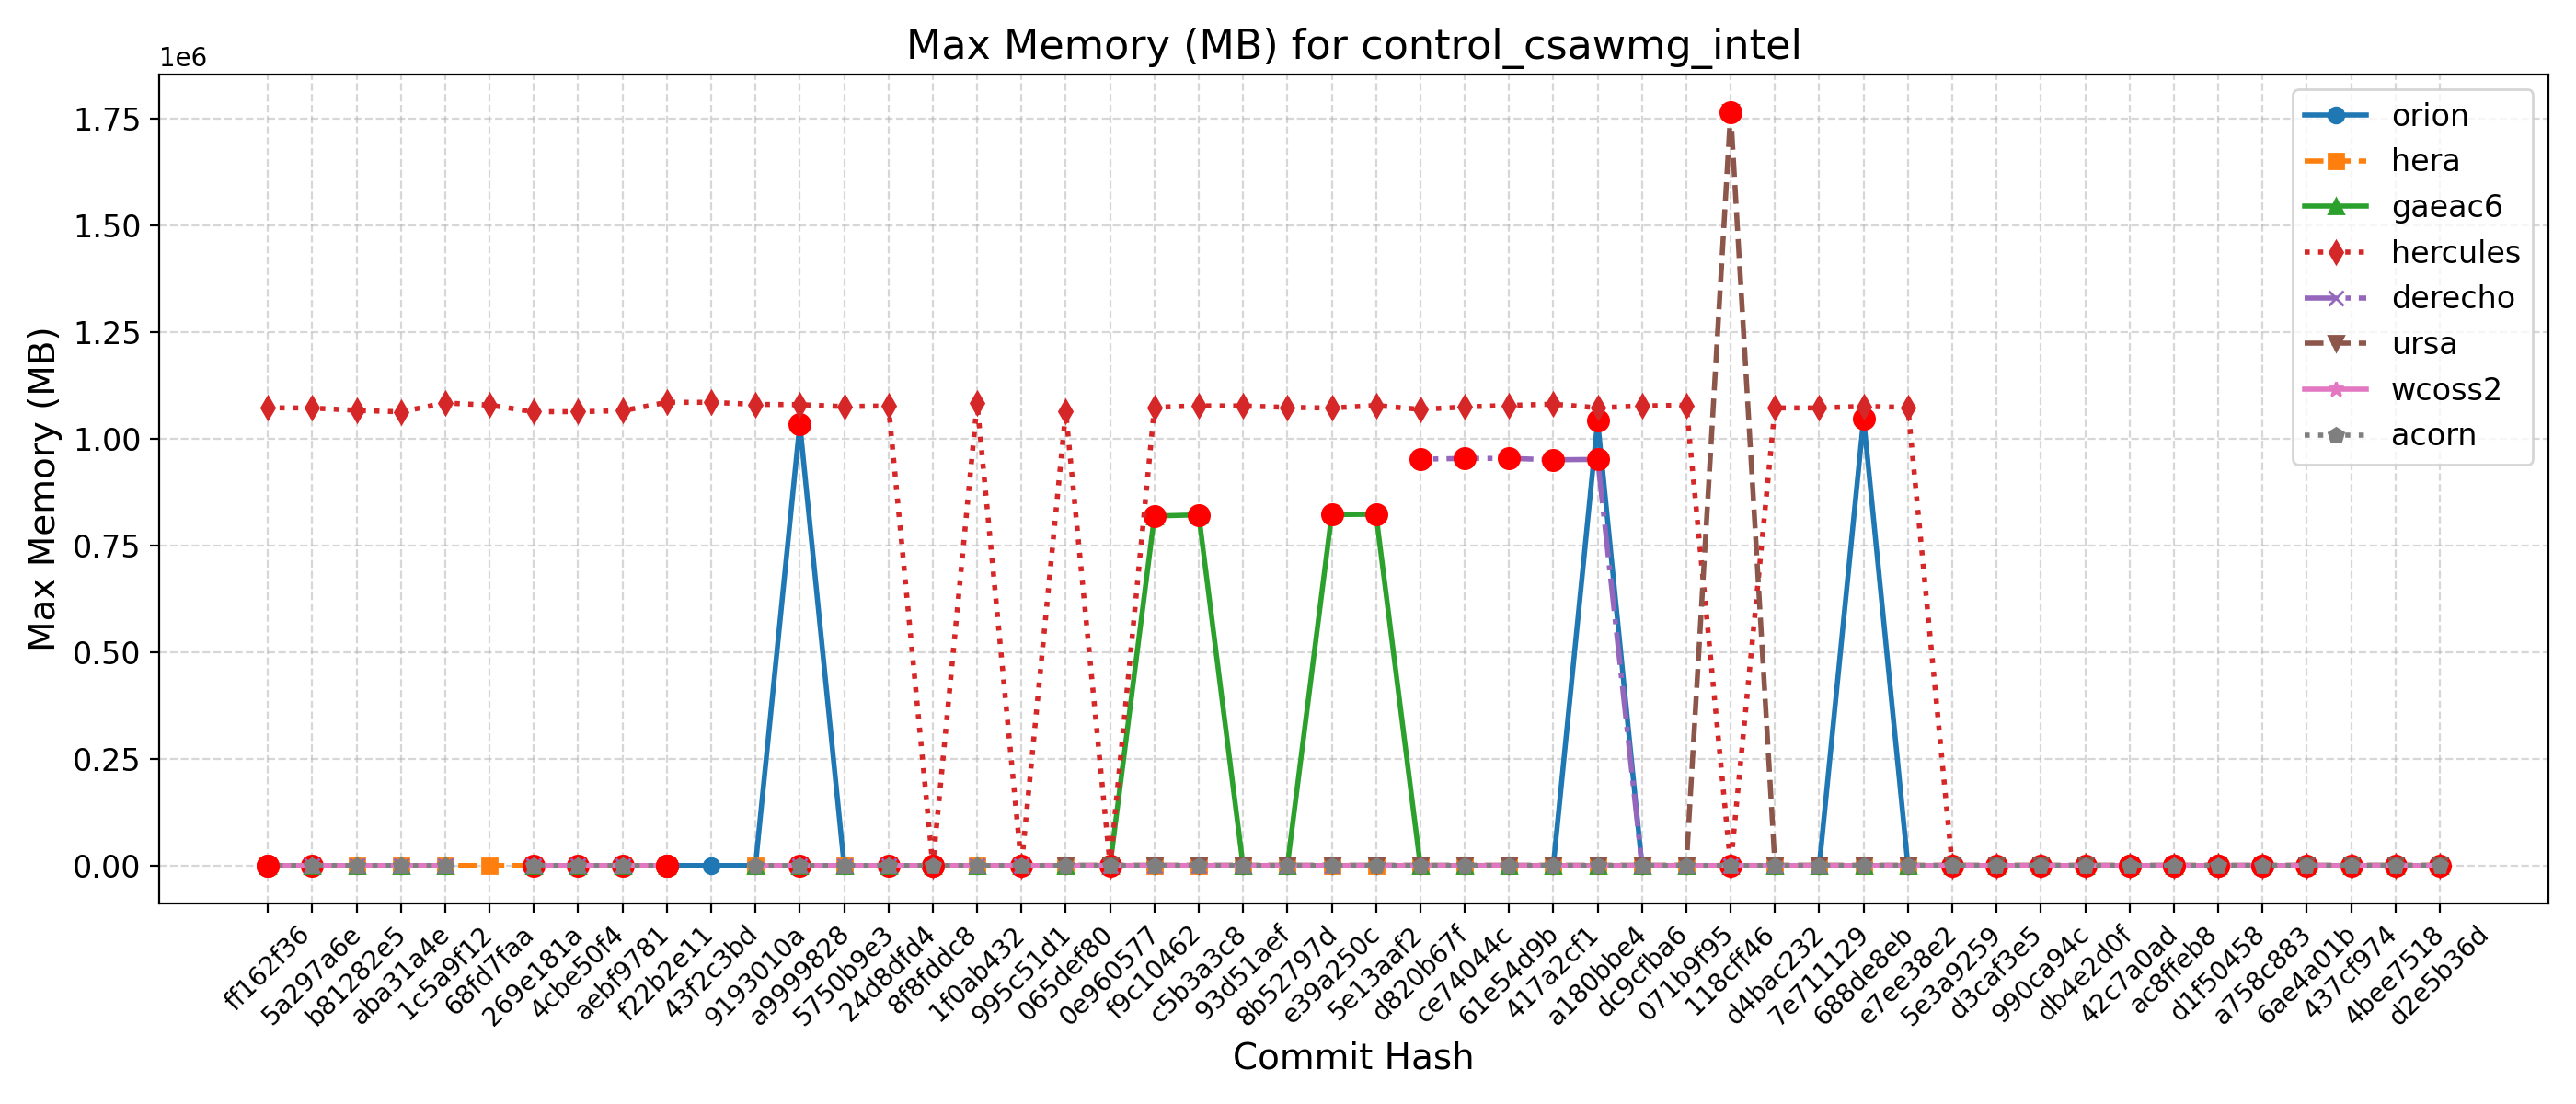 Max Memory (MB) for control_csawmg_intel
1e6
1.75
1.50
1.25
1.00
0.75
0.50
0.25
0.00
Max Memory (MB)
orion
hera
gaeac6
hercules
derecho
ursa
wcoss2
acorn
ff162f36
5a297a6e
b81282e5
aba31a4e
1c5a9f12
68fd7faa
269e181a
4cbe50f4
aebf9781
f22b2e11
43f2c3bd
9193010a
a9999828
5750b9e3
24d8dfd4
8f8fddc8
1f0ab432
995c51d1
065def80
0e960577
f9c10462
c5b3a3c8
93d51aef
8b52797d
e39a250c
5e13aaf2
d820b67f
ce74044c
61e54d9b
417a2cf1
a180bbe4
dc9cfba6
071b9f95
118cff46
d4bac232
7e711129
688de8eb
e7ee38e2
5e3a9259
d3caf3e5
990ca94c
db4e2d0f
42c7a0ad
ac8ffeb8
d1f50458
a758c883
6ae4a01b
437cf974
4bee7518
d2e5b36d
Commit Hash